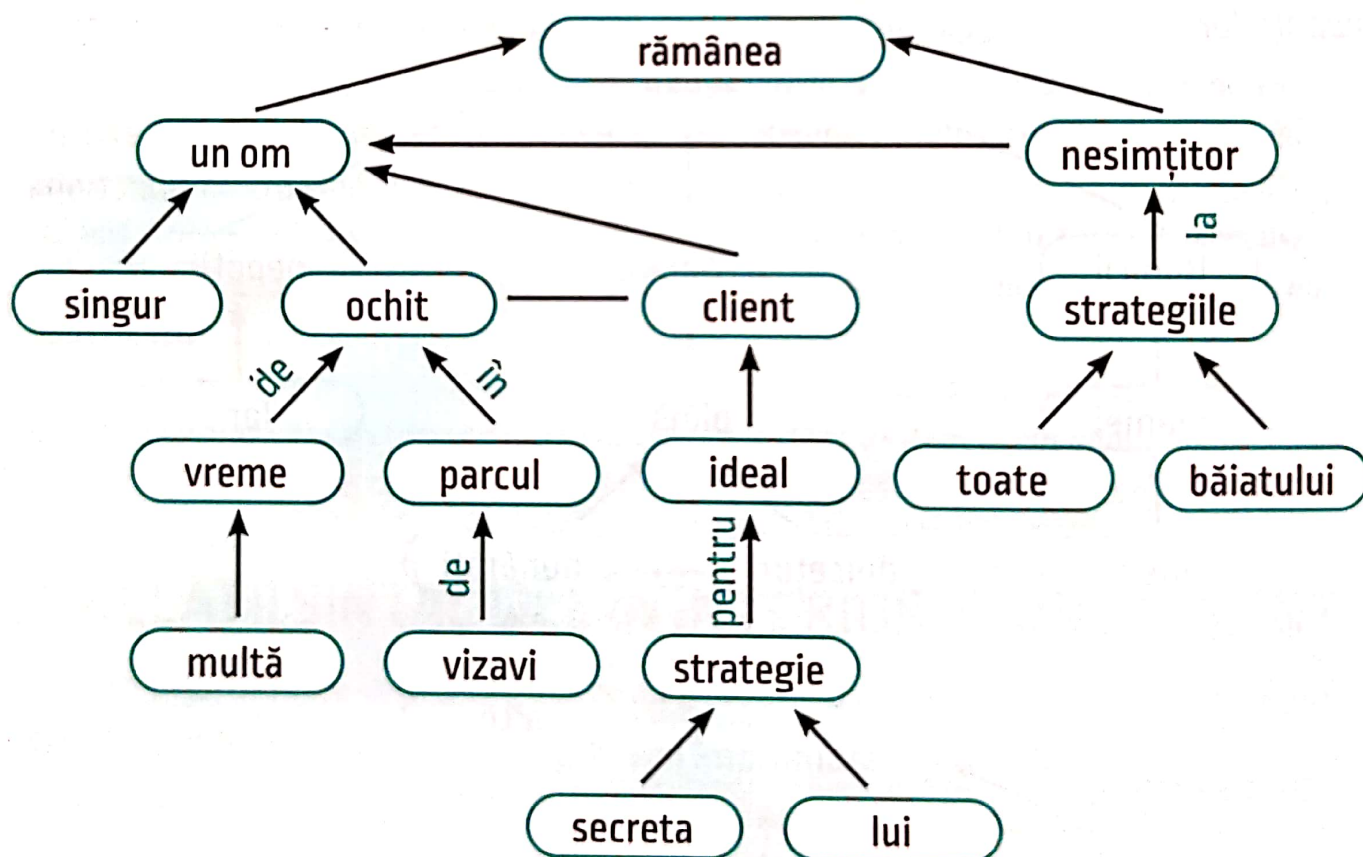 rămânea
un om
nesimțitor
la
singur
ochit
client
strategiile
de
în
vreme
parcul
ideal
toate
băiatului
de
pentru
multă
vizavi
strategie
secreta
lui